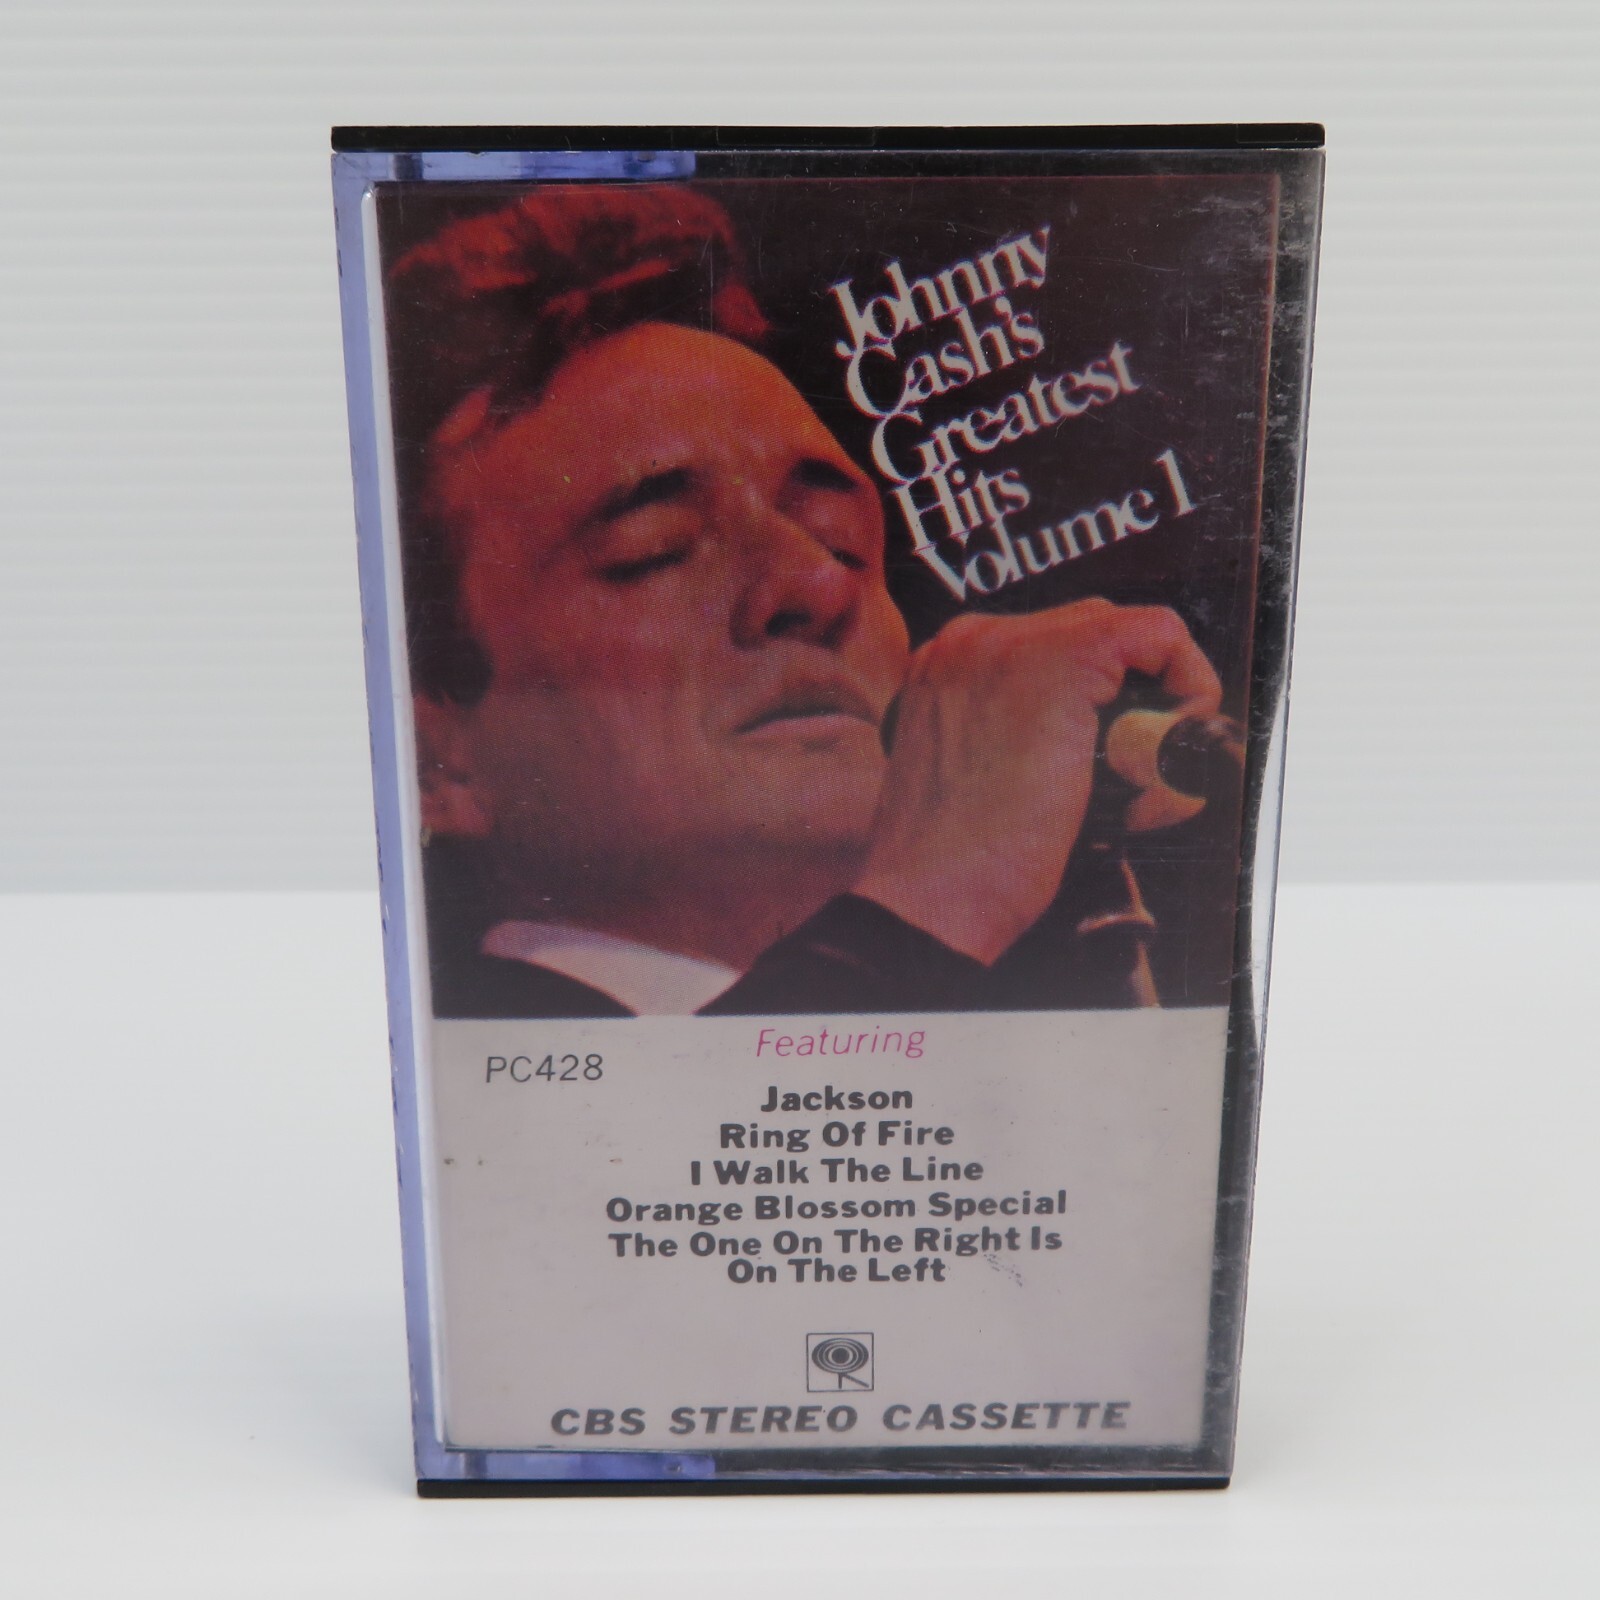 Johnny
Cash's
Greatest
Hits
Volume 1
Featuring
PC428
Jackson
Ring Of Fire
I Walk The Line
Orange Blossom Special
The One On The Right Is
On The Left
CBS STEREO CASSETTE